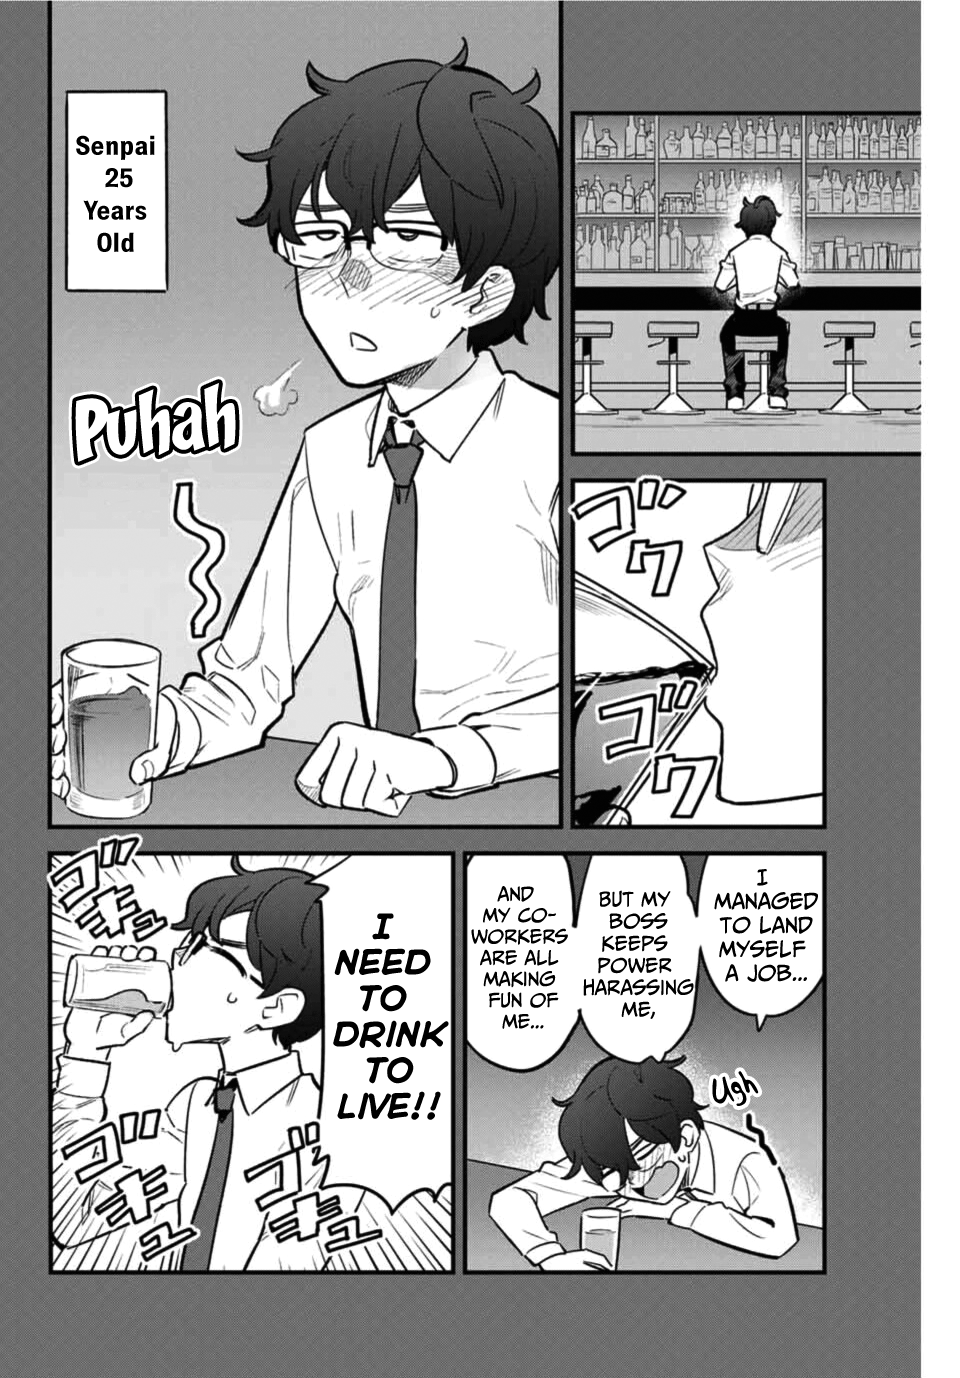 ゴク
ゴク
Senpai
25
Years
Old
Puhah
I
MANAGED
TO LAND
MYSELF
A JOB...
BUT MY
BOSS
KEEPS
POWER
HARASSING
ME,
AND
MY CO-
WORKERS
ARE ALL
MAKING
FUN OF
ME...
Ugh
I
NEED
TO
DRINK
TO
LIVE!!
ゴキュ
ゴキュ
ゴキュ